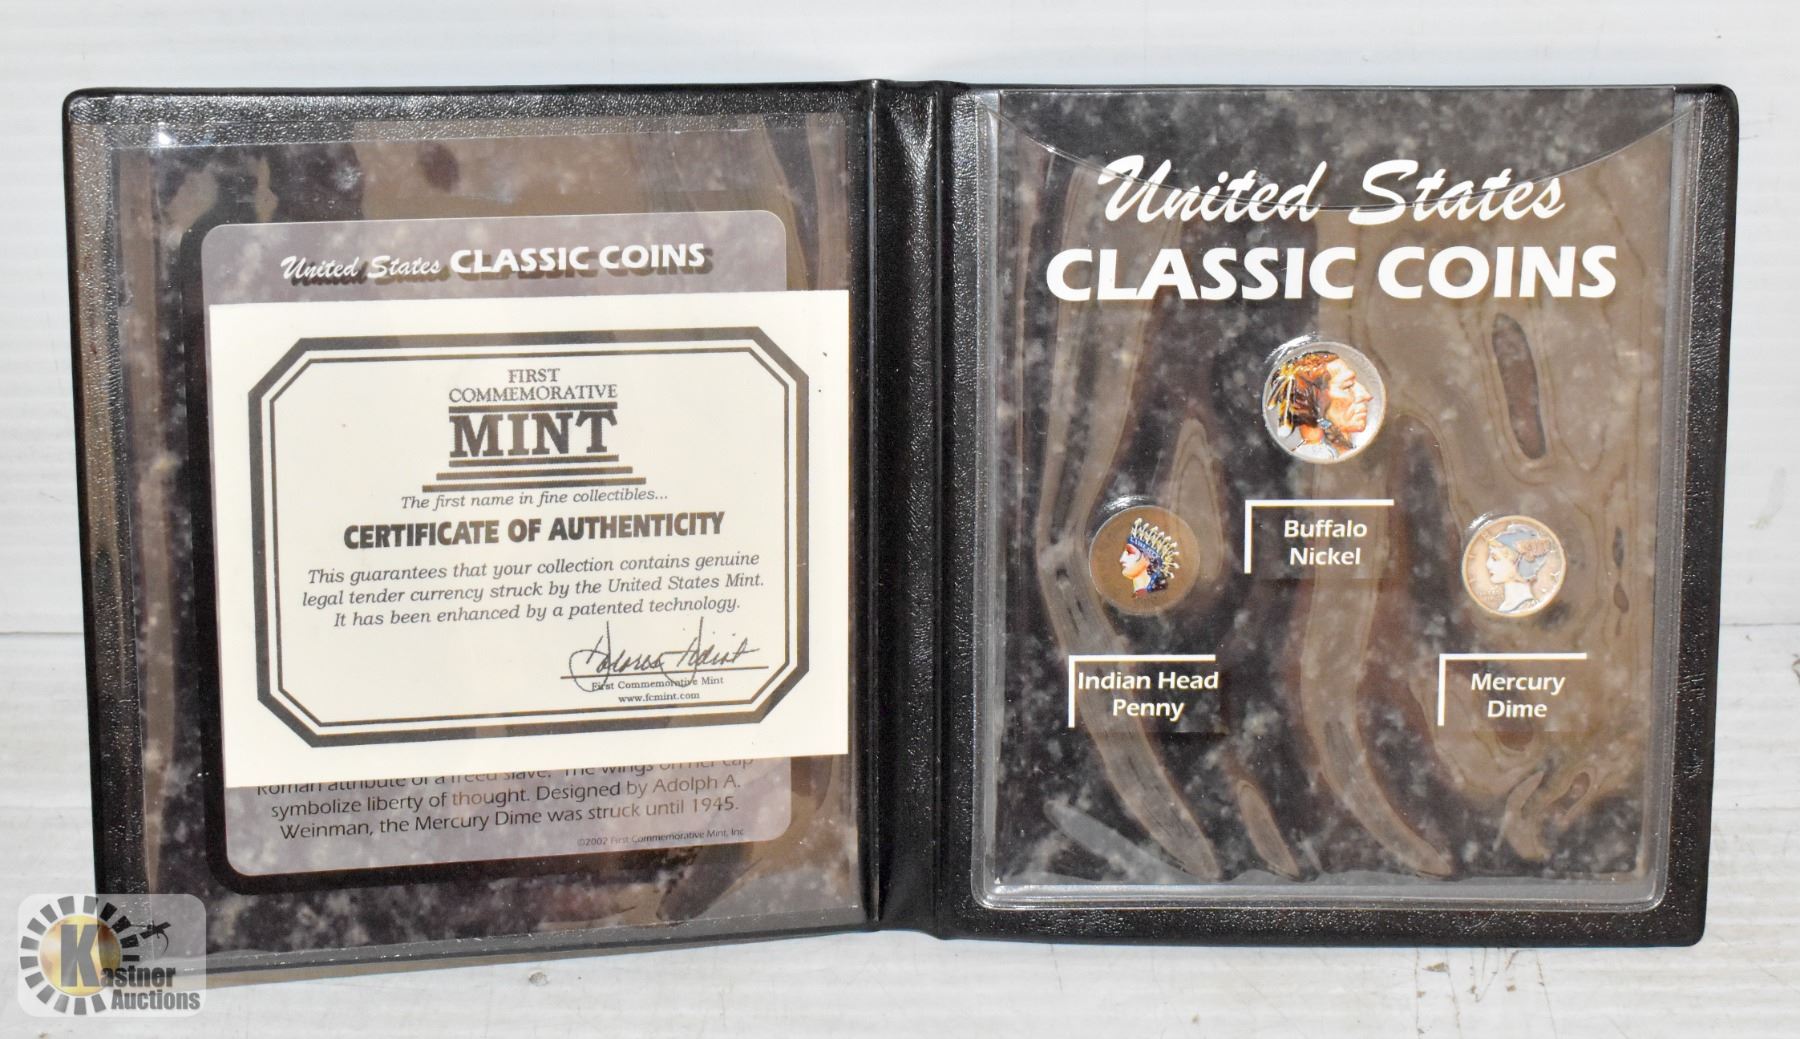 United States CLASSIC COINS
FIRST
COMMEMORATIVE
MINT
The first name in fine collectibles...
CERTIFICATE OF AUTHENTICITY
This guarantees that your collection contains genuine
legal tender currency struck by the United States Mint.
It has been enhanced by a patented technology.
First Commemorative Mint
www.fcmint.com
Roman attribute of a freed slave. The wings on her cap
symbolize liberty of thought. Designed by Adolph A.
Weinman, the Mercury Dime was struck until 1945.
©2002 First Commemorative Mint, Inc
United States
CLASSIC COINS
Buffalo
Nickel
Indian Head
Penny
Mercury
Dime
Kastner
Auctions